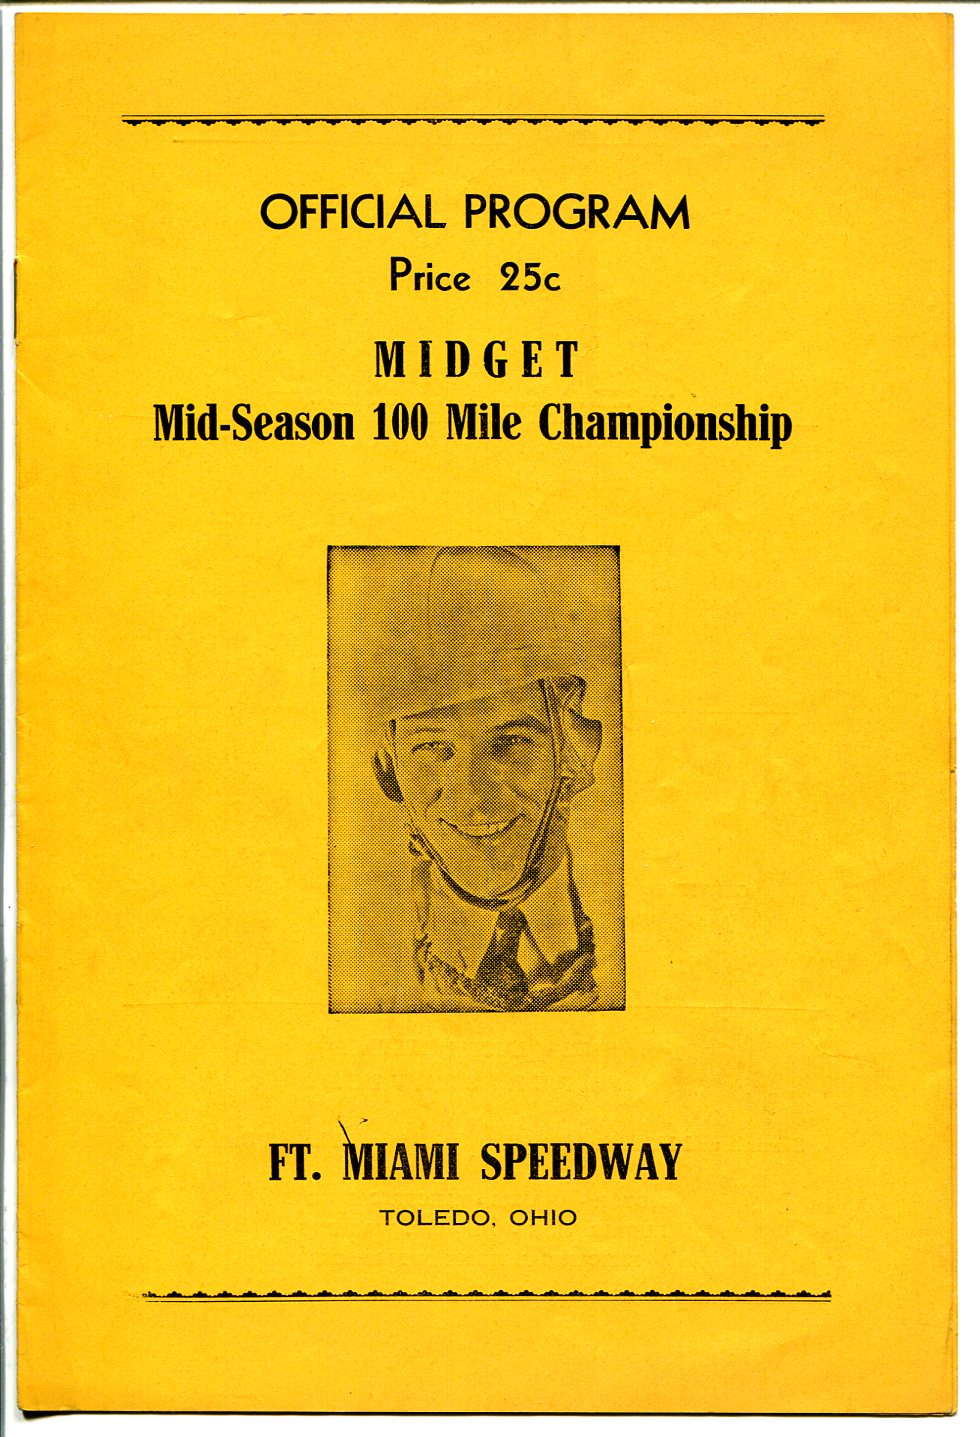 OFFICIAL PROGRAM
Price 25c
MIDGET
Mid-Season 100 Mile Championship
FT. MIAMI SPEEDWAY
TOLEDO, OHIO